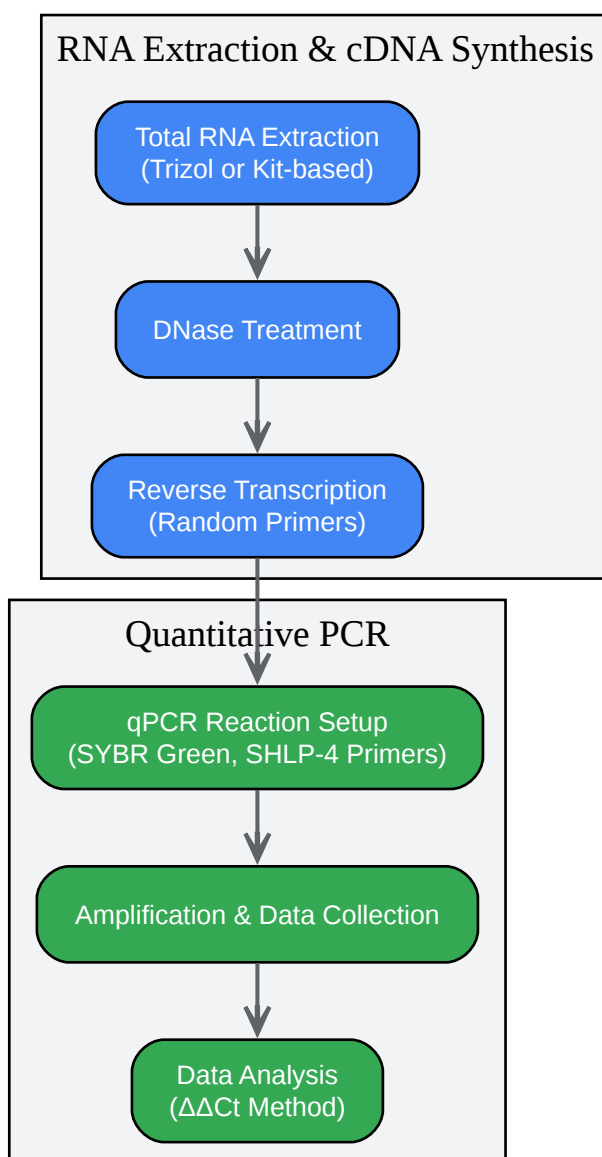 RNA Extraction & cDNA Synthesis
Total RNA Extraction
(Trizol or Kit-based)
DNase Treatment
Reverse Transcription
(Random Primers)
Quantitative PCR
qPCR Reaction Setup
(SYBR Green, SHLP-4 Primers)
Amplification & Data Collection
Data Analysis
(ΔΔCt Method)